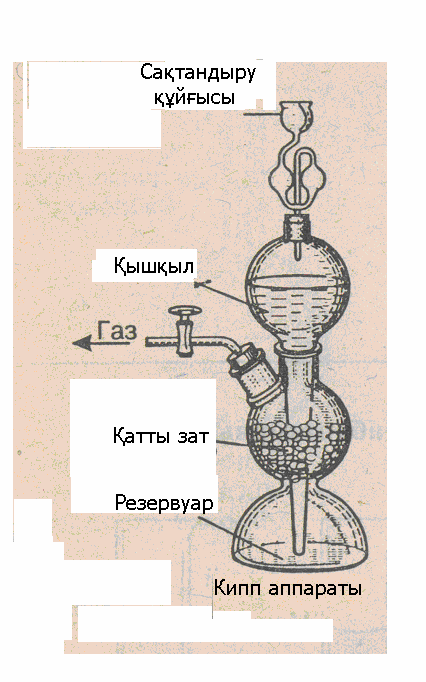 Сақтандыру
құйғысы
Қышқыл
Газ
Қатты зат
Резервуар
Кипп аппараты